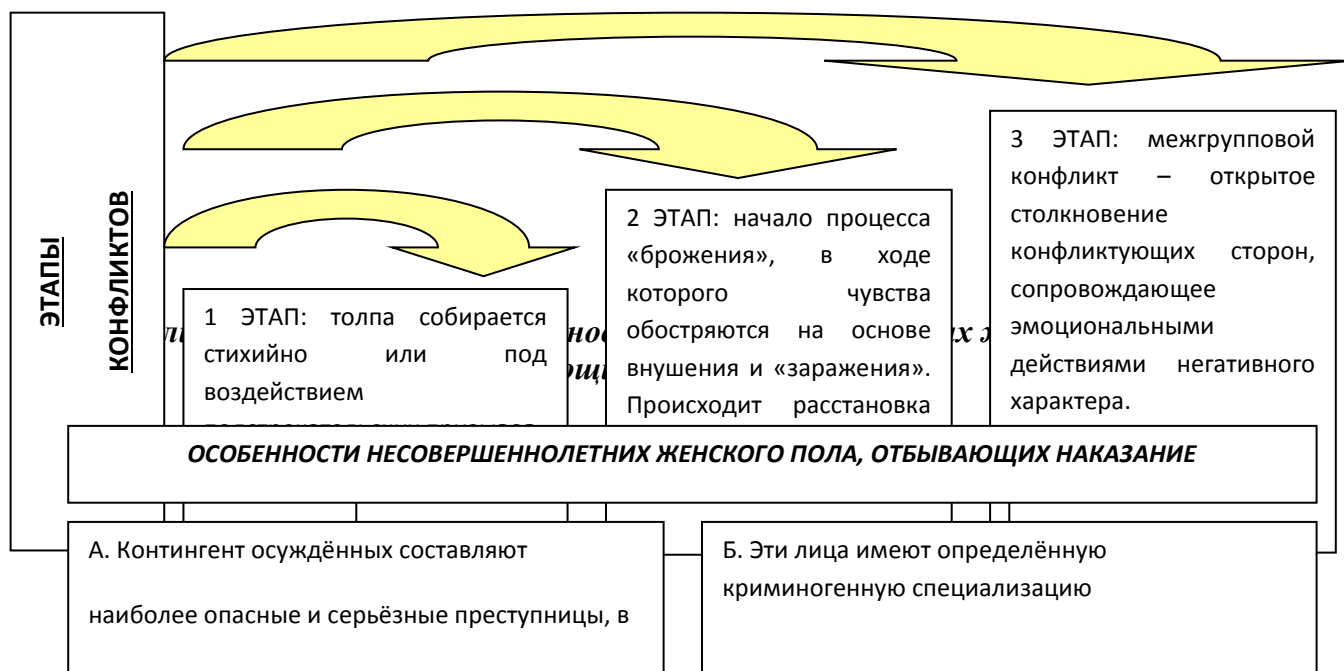 ЭТАПЫ
КОНФЛИКТОВ
1 ЭТАП: толпа собирается
стихийно или под
воздействием
2 ЭТАП: начало процесса
«брожения», в ходе
которого чувства
обостряются на основе
внушения и «заражения».
Происходит расстановка
3 ЭТАП: межгрупповой
конфликт – открытое
столкновение
конфликтующих сторон,
сопровождающее
эмоциональными
действиями негативного
характера.
ОСОБЕННОСТИ НЕСОВЕРШЕННОЛЕТНИХ ЖЕНСКОГО ПОЛА, ОТБЫВАЮЩИХ НАКАЗАНИЕ
А. Контингент осуждённых составляют
наиболее опасные и серьёзные преступницы, в
Б. Эти лица имеют определённую
криминогенную специализацию